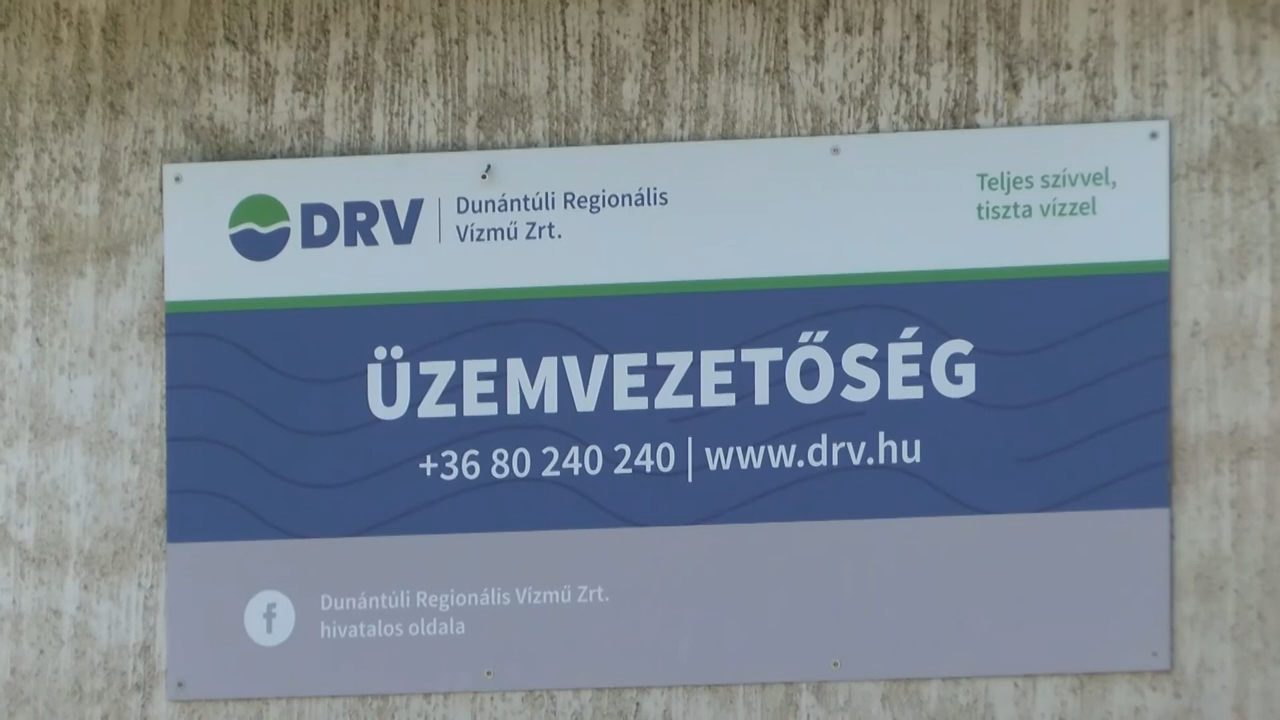 DRV
Dunántúli Regionális
Vízmű Zrt.
Teljes szívvel,
tiszta vízzel
ÜZEMVEZETŐSÉG
+36 80 240 240 | www.drv.hu
f
Dunántúli Regionális Vízmű Zrt.
hivatalos oldala